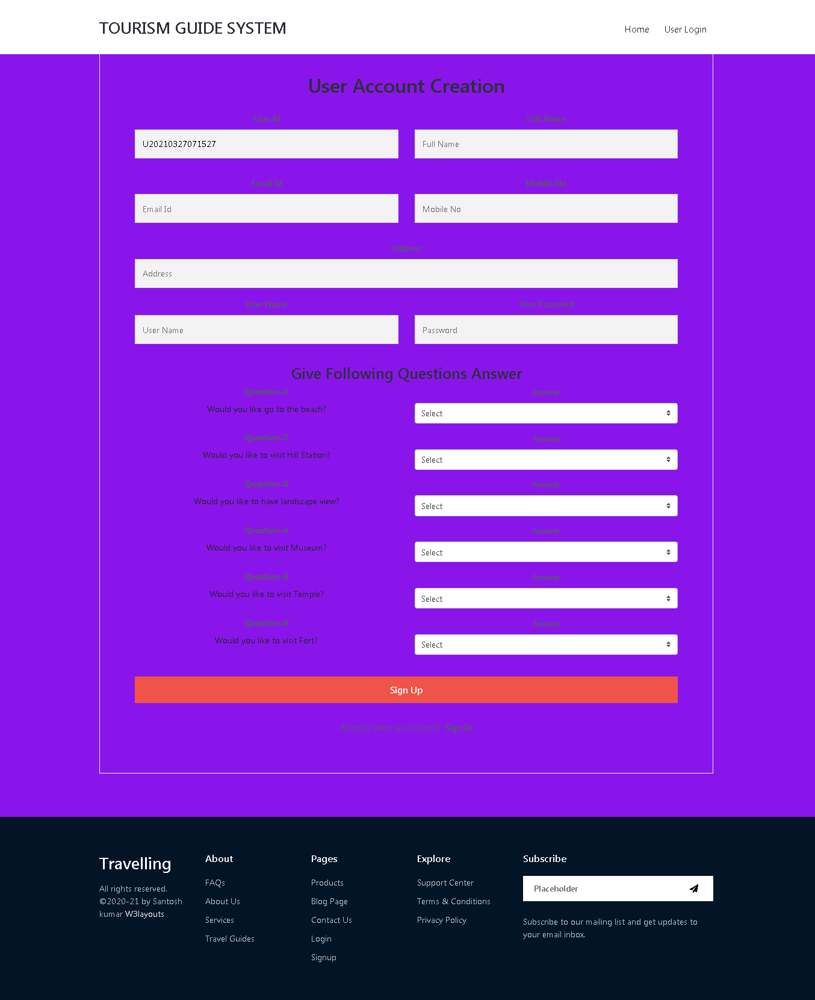 TOURISM GUIDE SYSTEM
Home
User Login
User Account Creation
User Id
Full Name
U20210327071527
Full Name
Email Id
Mobile No
Email Id
Mobile No
Address
Address
User Name
User Password
User Name
Password
Give Following Questions Answer
Question-1
Answer
Would you like go to the beach?
Select
Question-2
Answer
Would you like to visit Hill Station?
Select
Question-3
Answer
Would you like to have landscape view?
Select
Question-4
Answer
Would you like to visit Museum?
Select
Question-5
Answer
Would you like to visit Temple?
Select
Question-6
Answer
Would you like to visit Fort?
Select
Sign Up
Already have an account? Sign In
Travelling
All rights reserved.
©2020-21 by Santosh
kumar W3layouts
About
FAQs
About Us
Services
Travel Guides
Pages
Products
Blog Page
Contact Us
Login
Signup
Explore
Support Center
Terms & Conditions
Privacy Policy
Subscribe
Placeholder
Subscribe to our mailing list and get updates to
your email inbox.